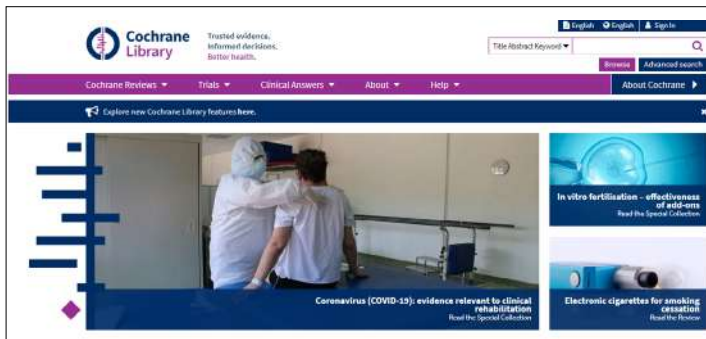 English English Sign In
Cochrane
Library
Trusted evidence.
Informed decisions.
Better health.
Title Abstract Keyword
Browse Advanced search
Cochrane Reviews Trials Clinical Answers About Help About Cochrane
Explore new Cochrane Library features here.
In vitro fertilisation – effectiveness
of add-ons
Read the Special Collection
Coronavirus (COVID-19): evidence relevant to clinical
rehabilitation
Read the Special Collection
Electronic cigarettes for smoking
cessation
Read the Review